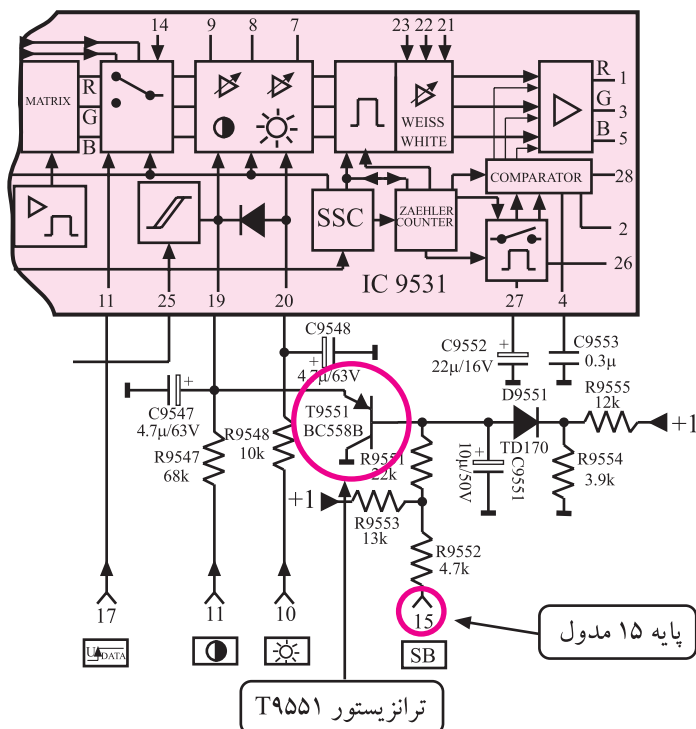 14 9 8 7 23 22 21
MATRIX
R
G
B
WEISS
WHITE
R 1
G 3
B 5
COMPARATOR 28
SSC
ZAEHLER
COUNTER
2
26
IC 9531
11 25 19 20 27 4
C9548
+
4.7µ/63V
C9547
4.7µ/63V
+
T9551
BC558B
R9547
68k
R9548
10k
C9552
22µ/16V
+
C9553
0.3µ
D9551
TD170
R9555
12k
+1
R9551
22k
+
10µ/50V
C9551
R9554
3.9k
+1
R9553
13k
R9552
4.7k
17 11 10 15
U DATA
SB
پایه ۱۵ مدول
ترانزیستور T۹۵۵۱